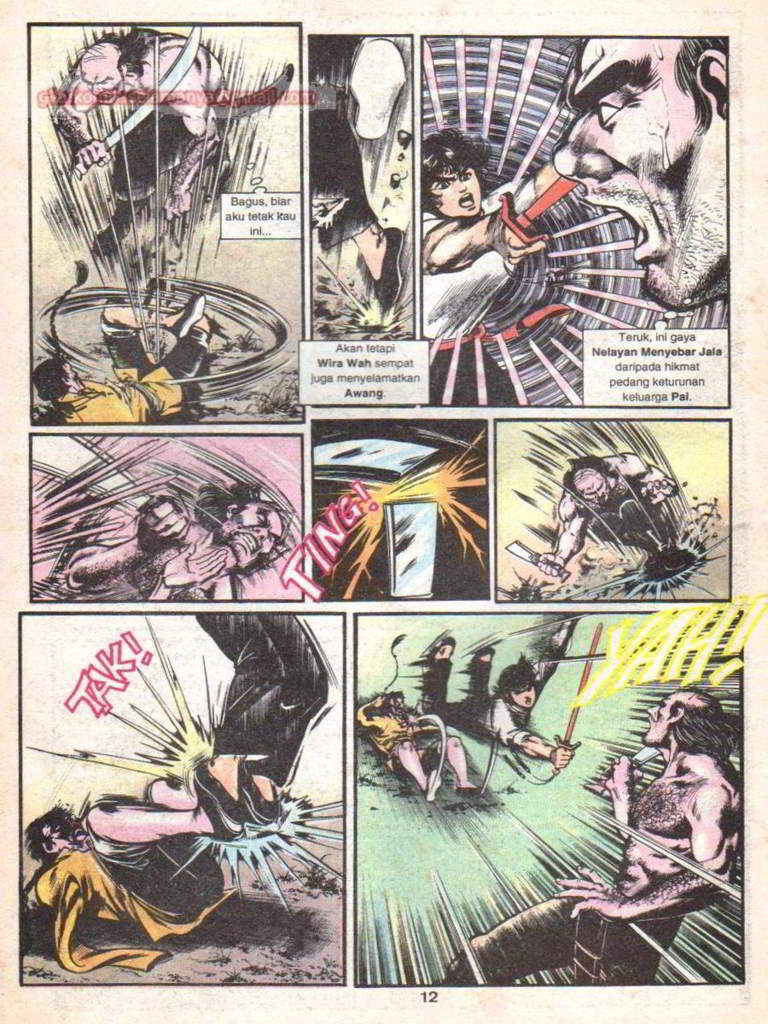 Bagus, biar
aku tetak kau
ini...
Akan tetapi
Wira Wah sempat
juga menyelamatkan
Awang.
Teruk, ini gaya
Nelayan Menyebar Jala
daripada hikmat
pedang keturunan
keluarga Pai.
TING!
TAK!
YAH!!
12